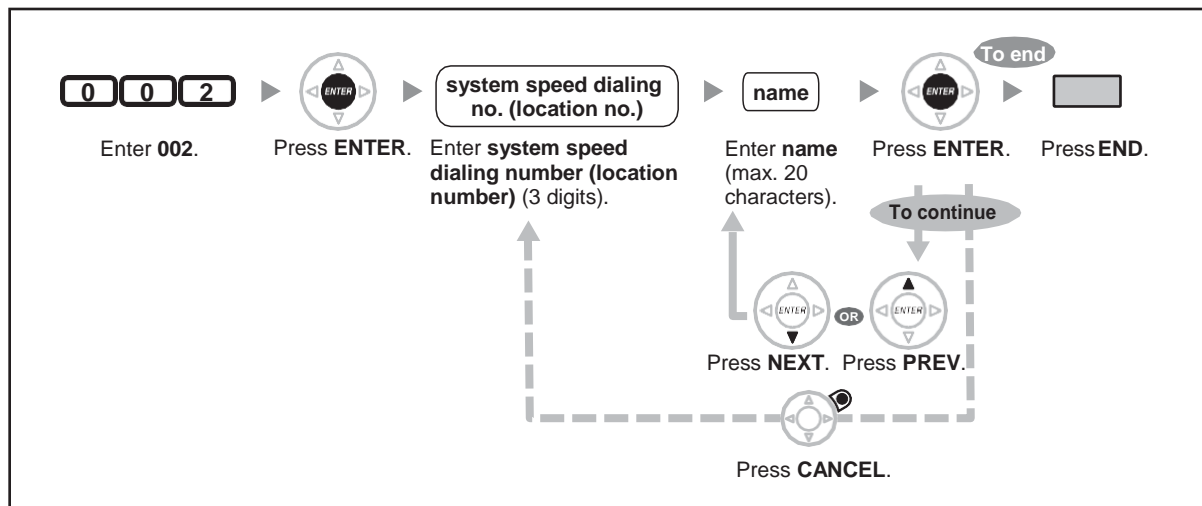 To end
0 0 2
ENTER
system speed dialing
no. (location no.)
name
ENTER
Enter 002.
Press ENTER.
Enter system speed
dialing number (location
number) (3 digits).
Enter name
(max. 20
characters).
Press ENTER.
Press END.
To continue
ENTER
OR
ENTER
Press NEXT.
Press PREV.
Press CANCEL.